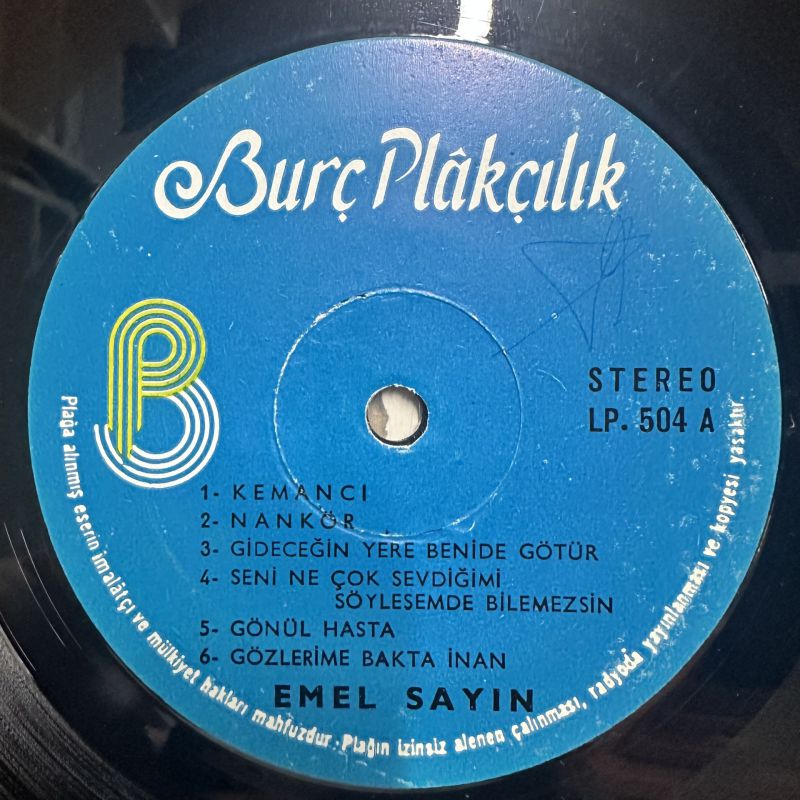 Burç Plâkçılık
STEREO
LP. 504 A
1- KEMANCI
2- NANKÖR
3- GİDECEĞİN YERE BENİDE GÖTÜR
4- SENİ NE ÇOK SEVDİĞİMİ
SÖYLESEMDE BİLEMEZSİN
5- GÖNÜL HASTA
6- GÖZLERİME BAKTA İNAN
EMEL SAYIN
Plağa alınmış eserin imalâtçı ve mülkiyet hakları mahfuzdur. Plağın izinsiz alenen çalınması, radyoda yayınlanması ve kopyesi yasaktır.